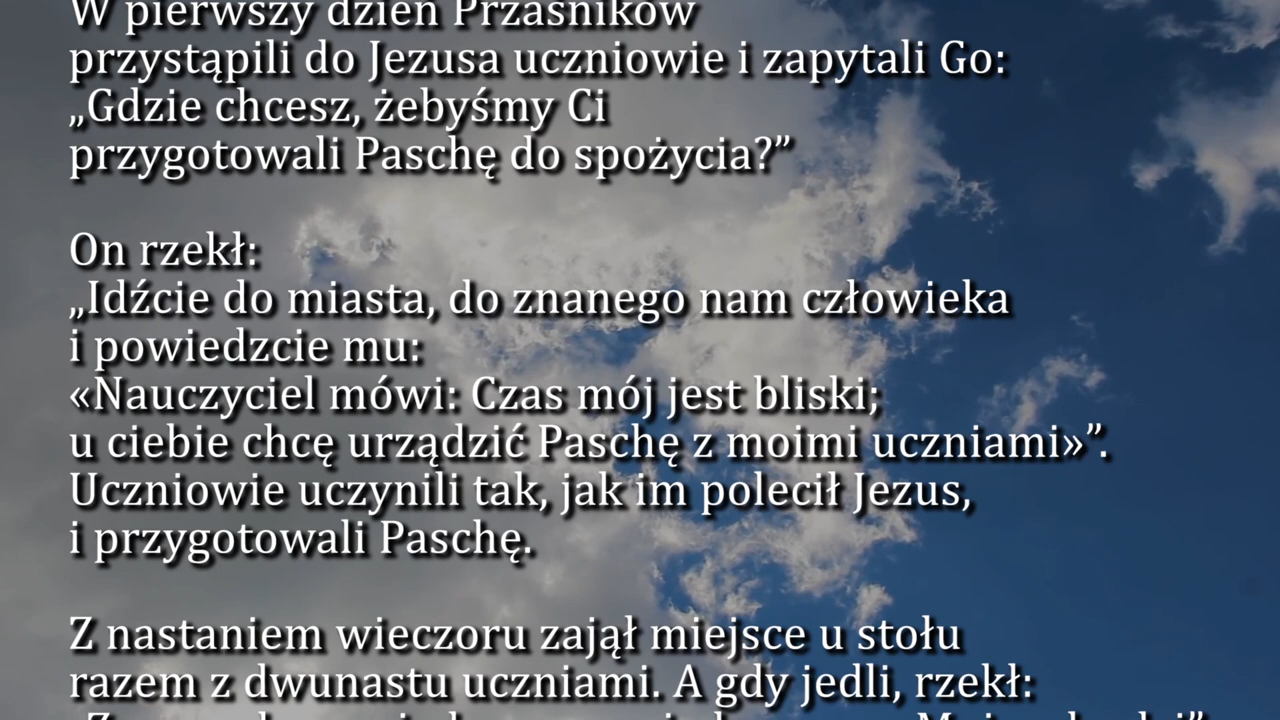 W pierwszy dzień Przaśników
przystąpili do Jezusa uczniowie i zapytali Go:
„Gdzie chcesz, żebyśmy Ci
przygotowali Paschę do spożycia?”
On rzekł:
„Idźcie do miasta, do znanego nam człowieka
i powiedzcie mu:
«Nauczyciel mówi: Czas mój jest bliski;
u ciebie chcę urządzić Paschę z moimi uczniami»”.
Uczniowie uczynili tak, jak im polecił Jezus,
i przygotowali Paschę.
Z nastaniem wieczoru zajął miejsce u stołu
razem z dwunastu uczniami. A gdy jedli, rzekł: